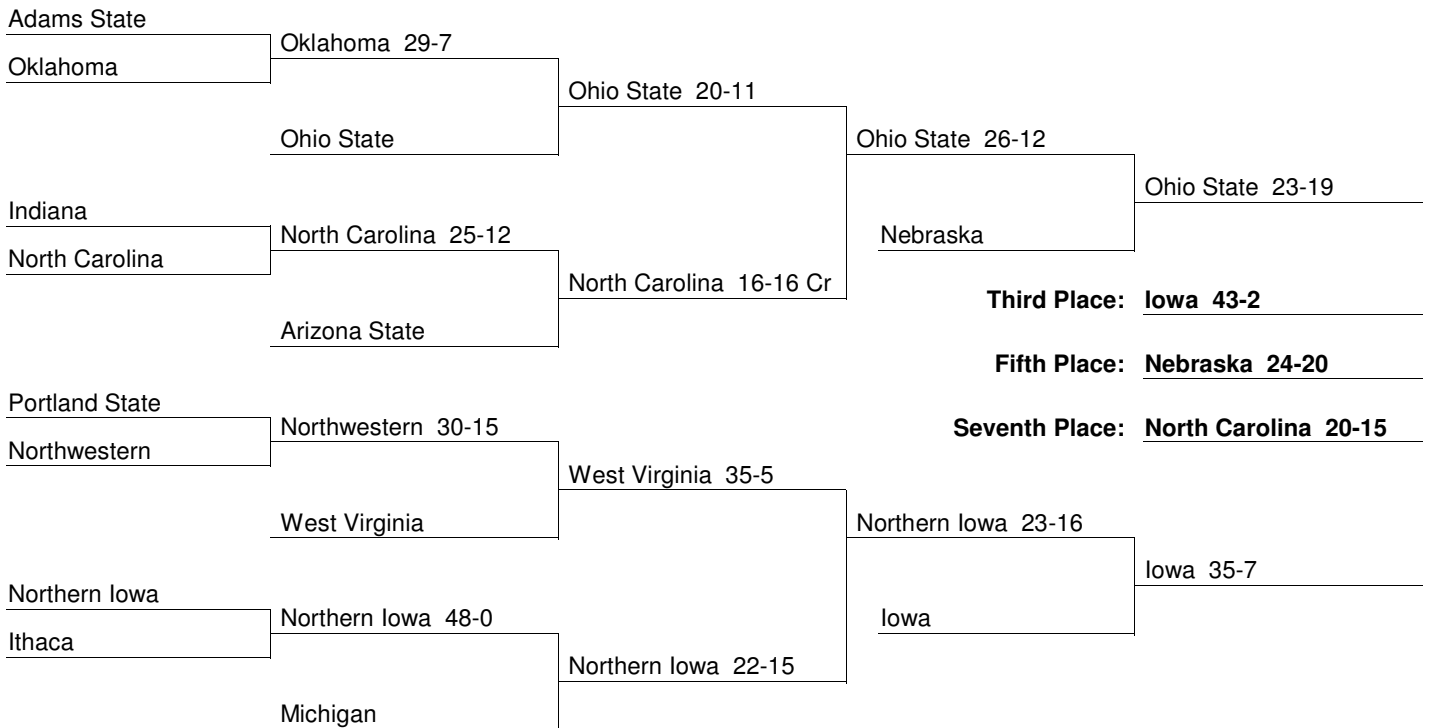 Adams State
Oklahoma 29-7
Oklahoma
Ohio State 20-11
Ohio State
Ohio State 26-12
Ohio State 23-19
Indiana
North Carolina 25-12
Nebraska
North Carolina
North Carolina 16-16 Cr
Third Place: Iowa 43-2
Arizona State
Fifth Place: Nebraska 24-20
Portland State
Northwestern 30-15
Seventh Place: North Carolina 20-15
Northwestern
West Virginia 35-5
West Virginia
Northern Iowa 23-16
Iowa 35-7
Northern Iowa
Northern Iowa 48-0
Iowa
Ithaca
Northern Iowa 22-15
Michigan